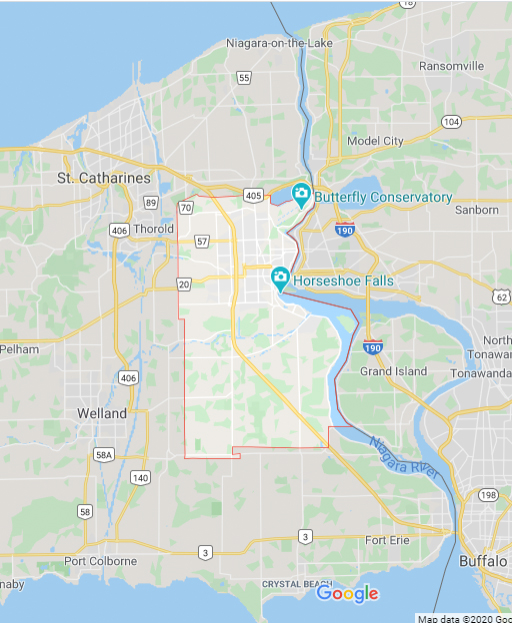 Niagara-on-the-Lake
Ransomville
55
104
Model City
St. Catharines
405
Butterfly Conservatory
89
70
Sanborn
Thorold
406
190
57
Horseshoe Falls
20
62
North
Tonawan
Pelham
190
Grand Island
Tonawanda
406
Welland
Niagara River
58A
140
198
58
3
3
Fort Erie
Port Colborne
Buffalo
naby
CRYSTAL BEACH
Google
Map data ©2020 Goo